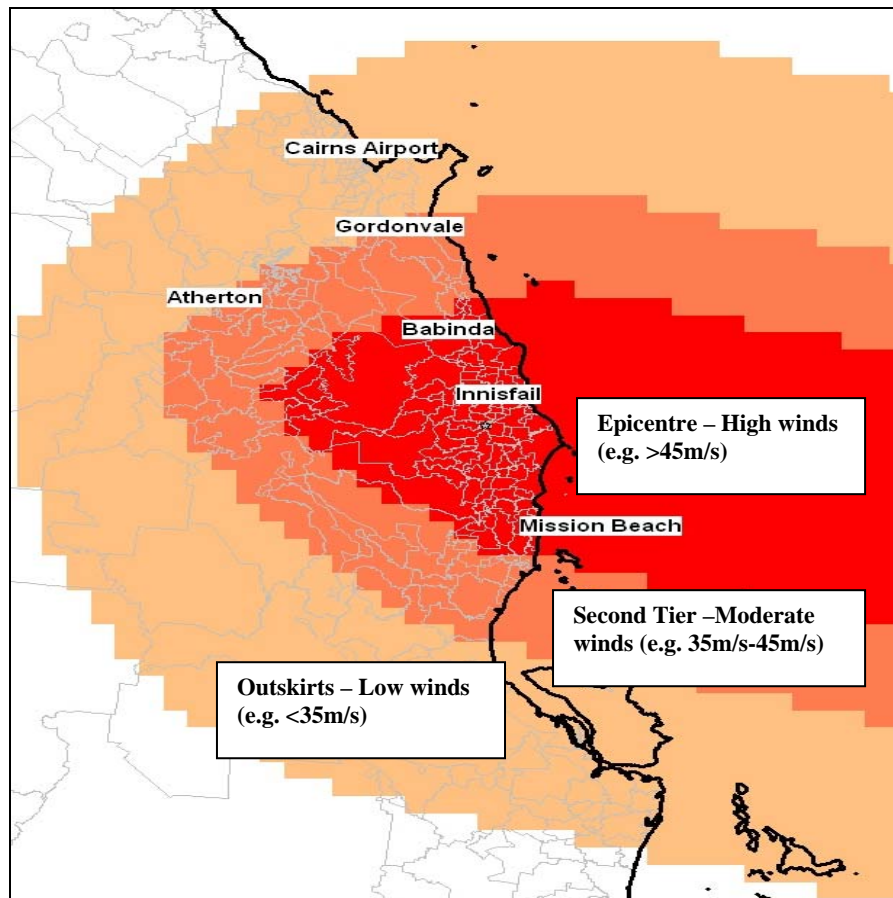 Cairns Airport
Gordonvale
Atherton
Babinda
Innisfail
Epicentre – High winds
(e.g. >45m/s)
Mission Beach
Second Tier –Moderate
winds (e.g. 35m/s-45m/s)
Outskirts – Low winds
(e.g. <35m/s)